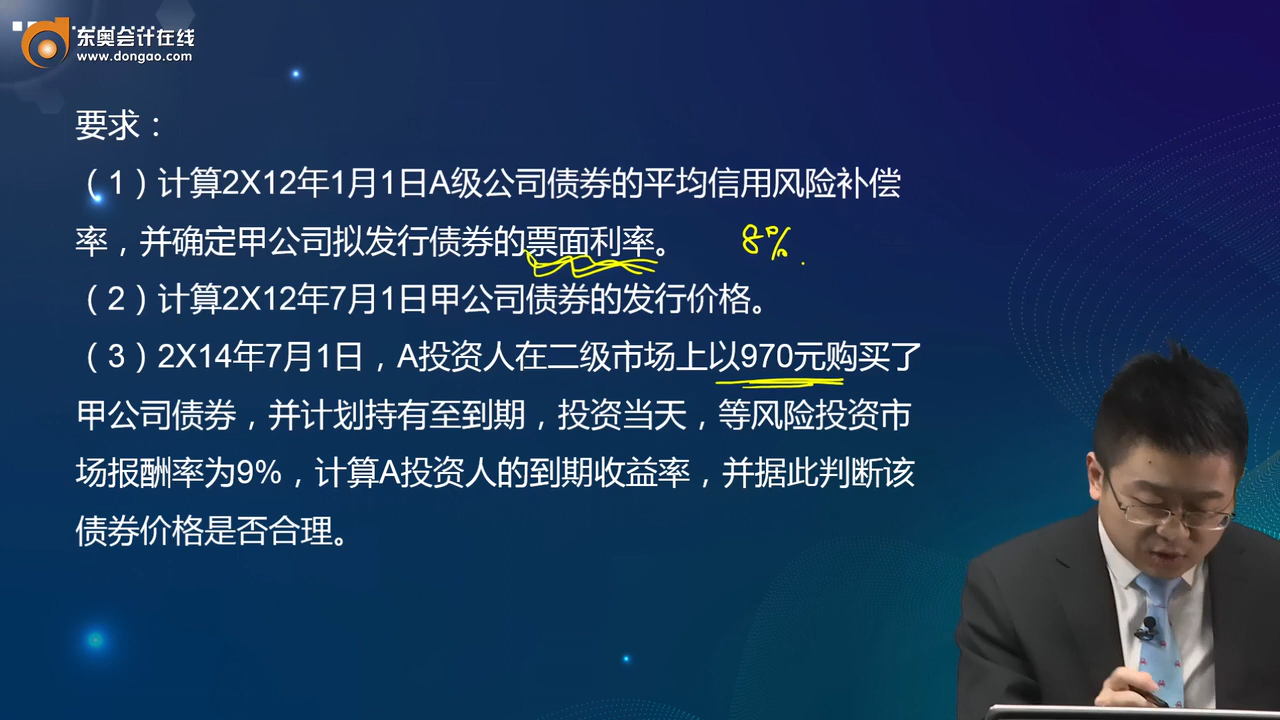 东奥会计在线
www.dongao.com
要求：
（1）计算2X12年1月1日A级公司债券的平均信用风险补偿
率，并确定甲公司拟发行债券的票面利率。 8%
（2）计算2X12年7月1日甲公司债券的发行价格。
（3）2X14年7月1日，A投资人在二级市场上以970元购买了
甲公司债券，并计划持有至到期，投资当天，等风险投资市
场报酬率为9%，计算A投资人的到期收益率，并据此判断该
债券价格是否合理。